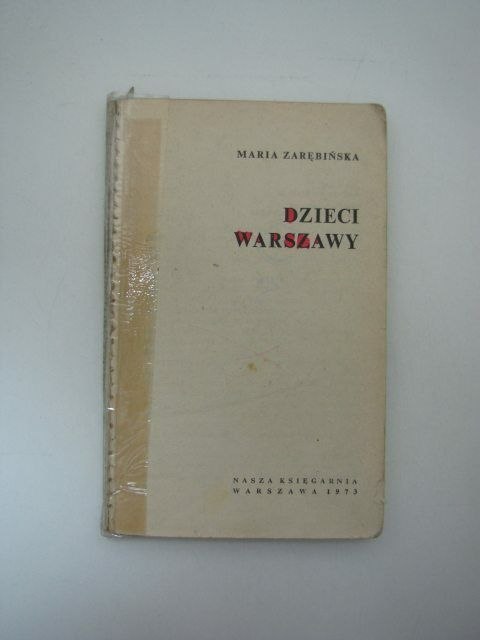 MARIA ZARĘBIŃSKA
DZIECI
WARSZAWY
NASZA KSIĘGARNIA
WARSZAWA 1973